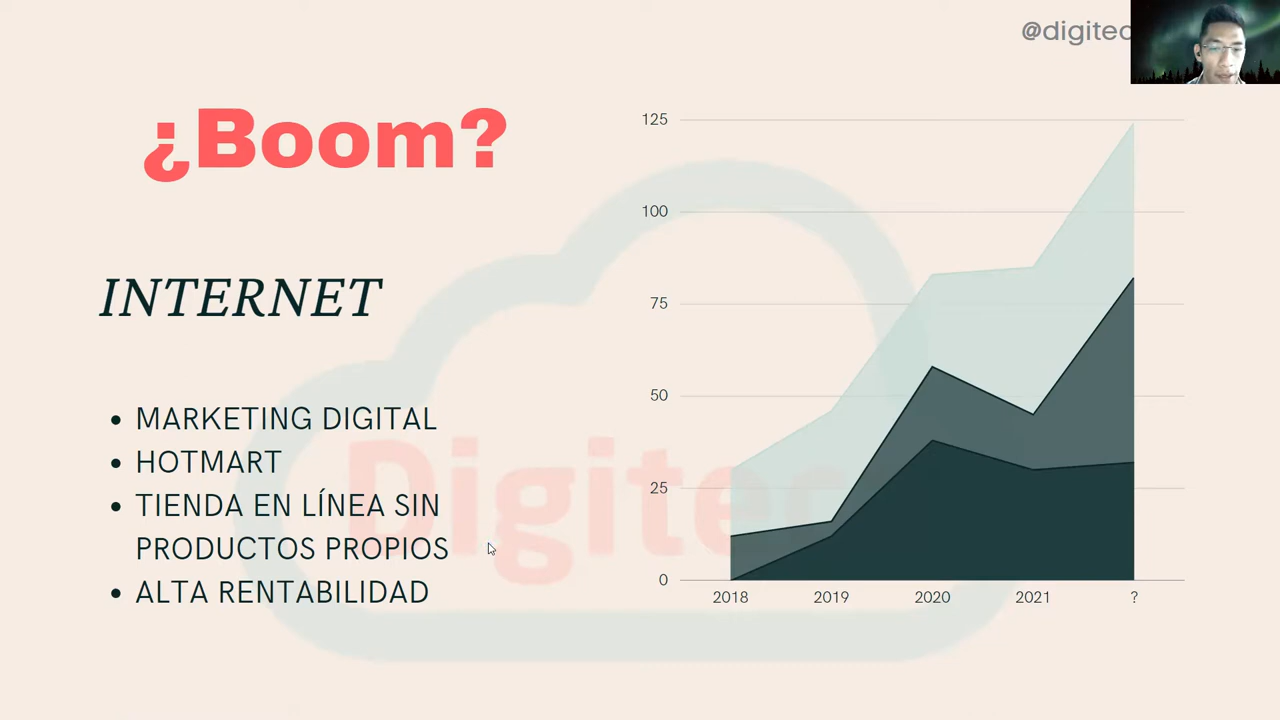 @digitec
¿Boom?
INTERNET
• MARKETING DIGITAL
• HOTMART
• TIENDA EN LÍNEA SIN
PRODUCTOS PROPIOS
• ALTA RENTABILIDAD
125
100
75
50
25
0
2018 2019 2020 2021 ?
Digitec